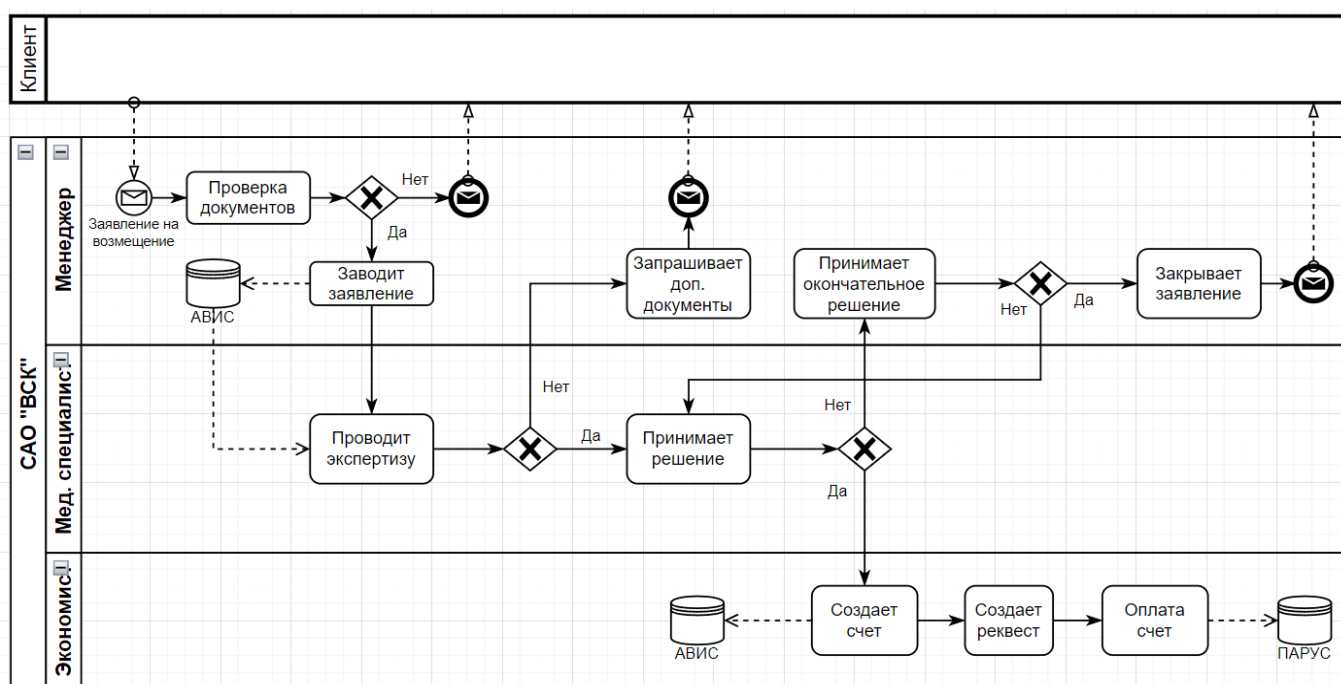 Клиент
САО "ВСК"
Менеджер
Заявление на
возмещение
Проверка
документов
Нет
Да
Заводит
заявление
АВИС
Запрашивает
доп.
документы
Принимает
окончательное
решение
Нет
Да
Закрывает
заявление
Мед. специалист
Проводит
экспертизу
Нет
Да
Принимает
решение
Нет
Да
Экономист
АВИС
Создает
счет
Создает
реквест
Оплата
счет
ПАРУС